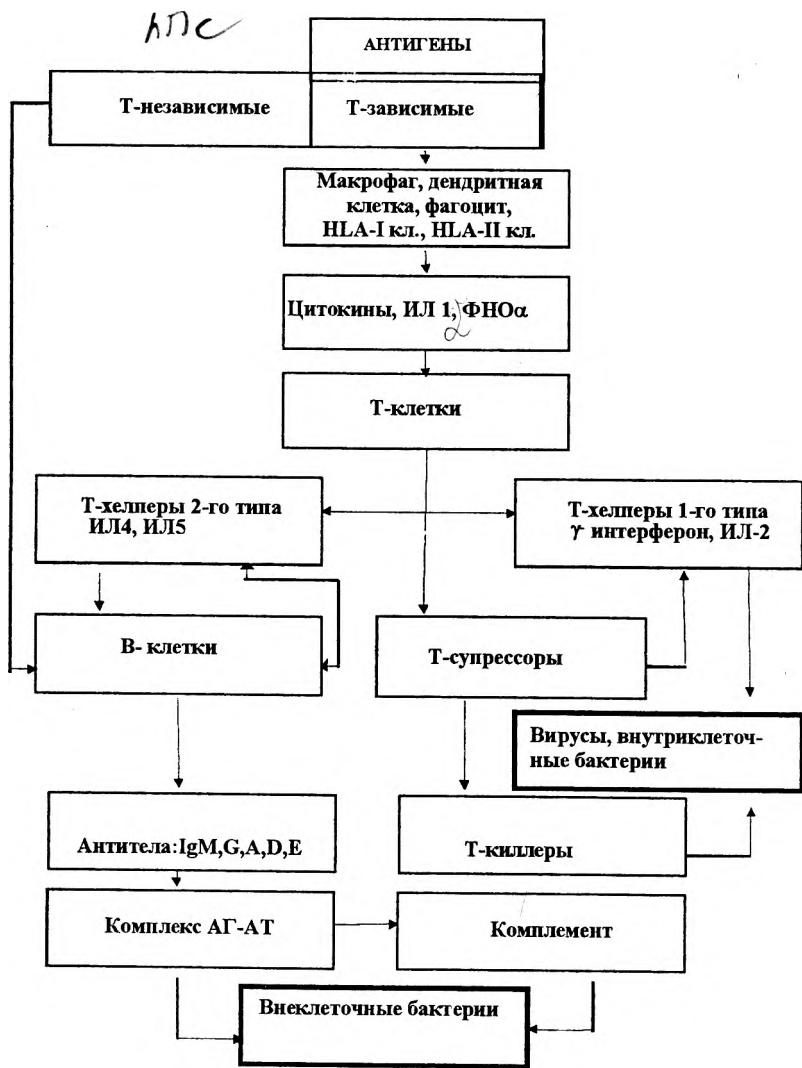 лпс
АНТИГЕНЫ
Т-независимые
Т-зависимые
Макрофаг, дендритная
клетка, фагоцит,
HLA-I кл., HLA-II кл.
Цитокины, ИЛ 1, ФНОα
2
Т-клетки
Т-хелперы 2-го типа
ИЛ4, ИЛ5
Т-хелперы 1-го типа
γ интерферон, ИЛ-2
В- клетки
Т-супрессоры
Вирусы, внутриклеточ-
ные бактерии
Антитела:IgM,G,A,D,E
Т-киллеры
Комплекс АГ-АТ
Комплемент
Внеклеточные бактерии